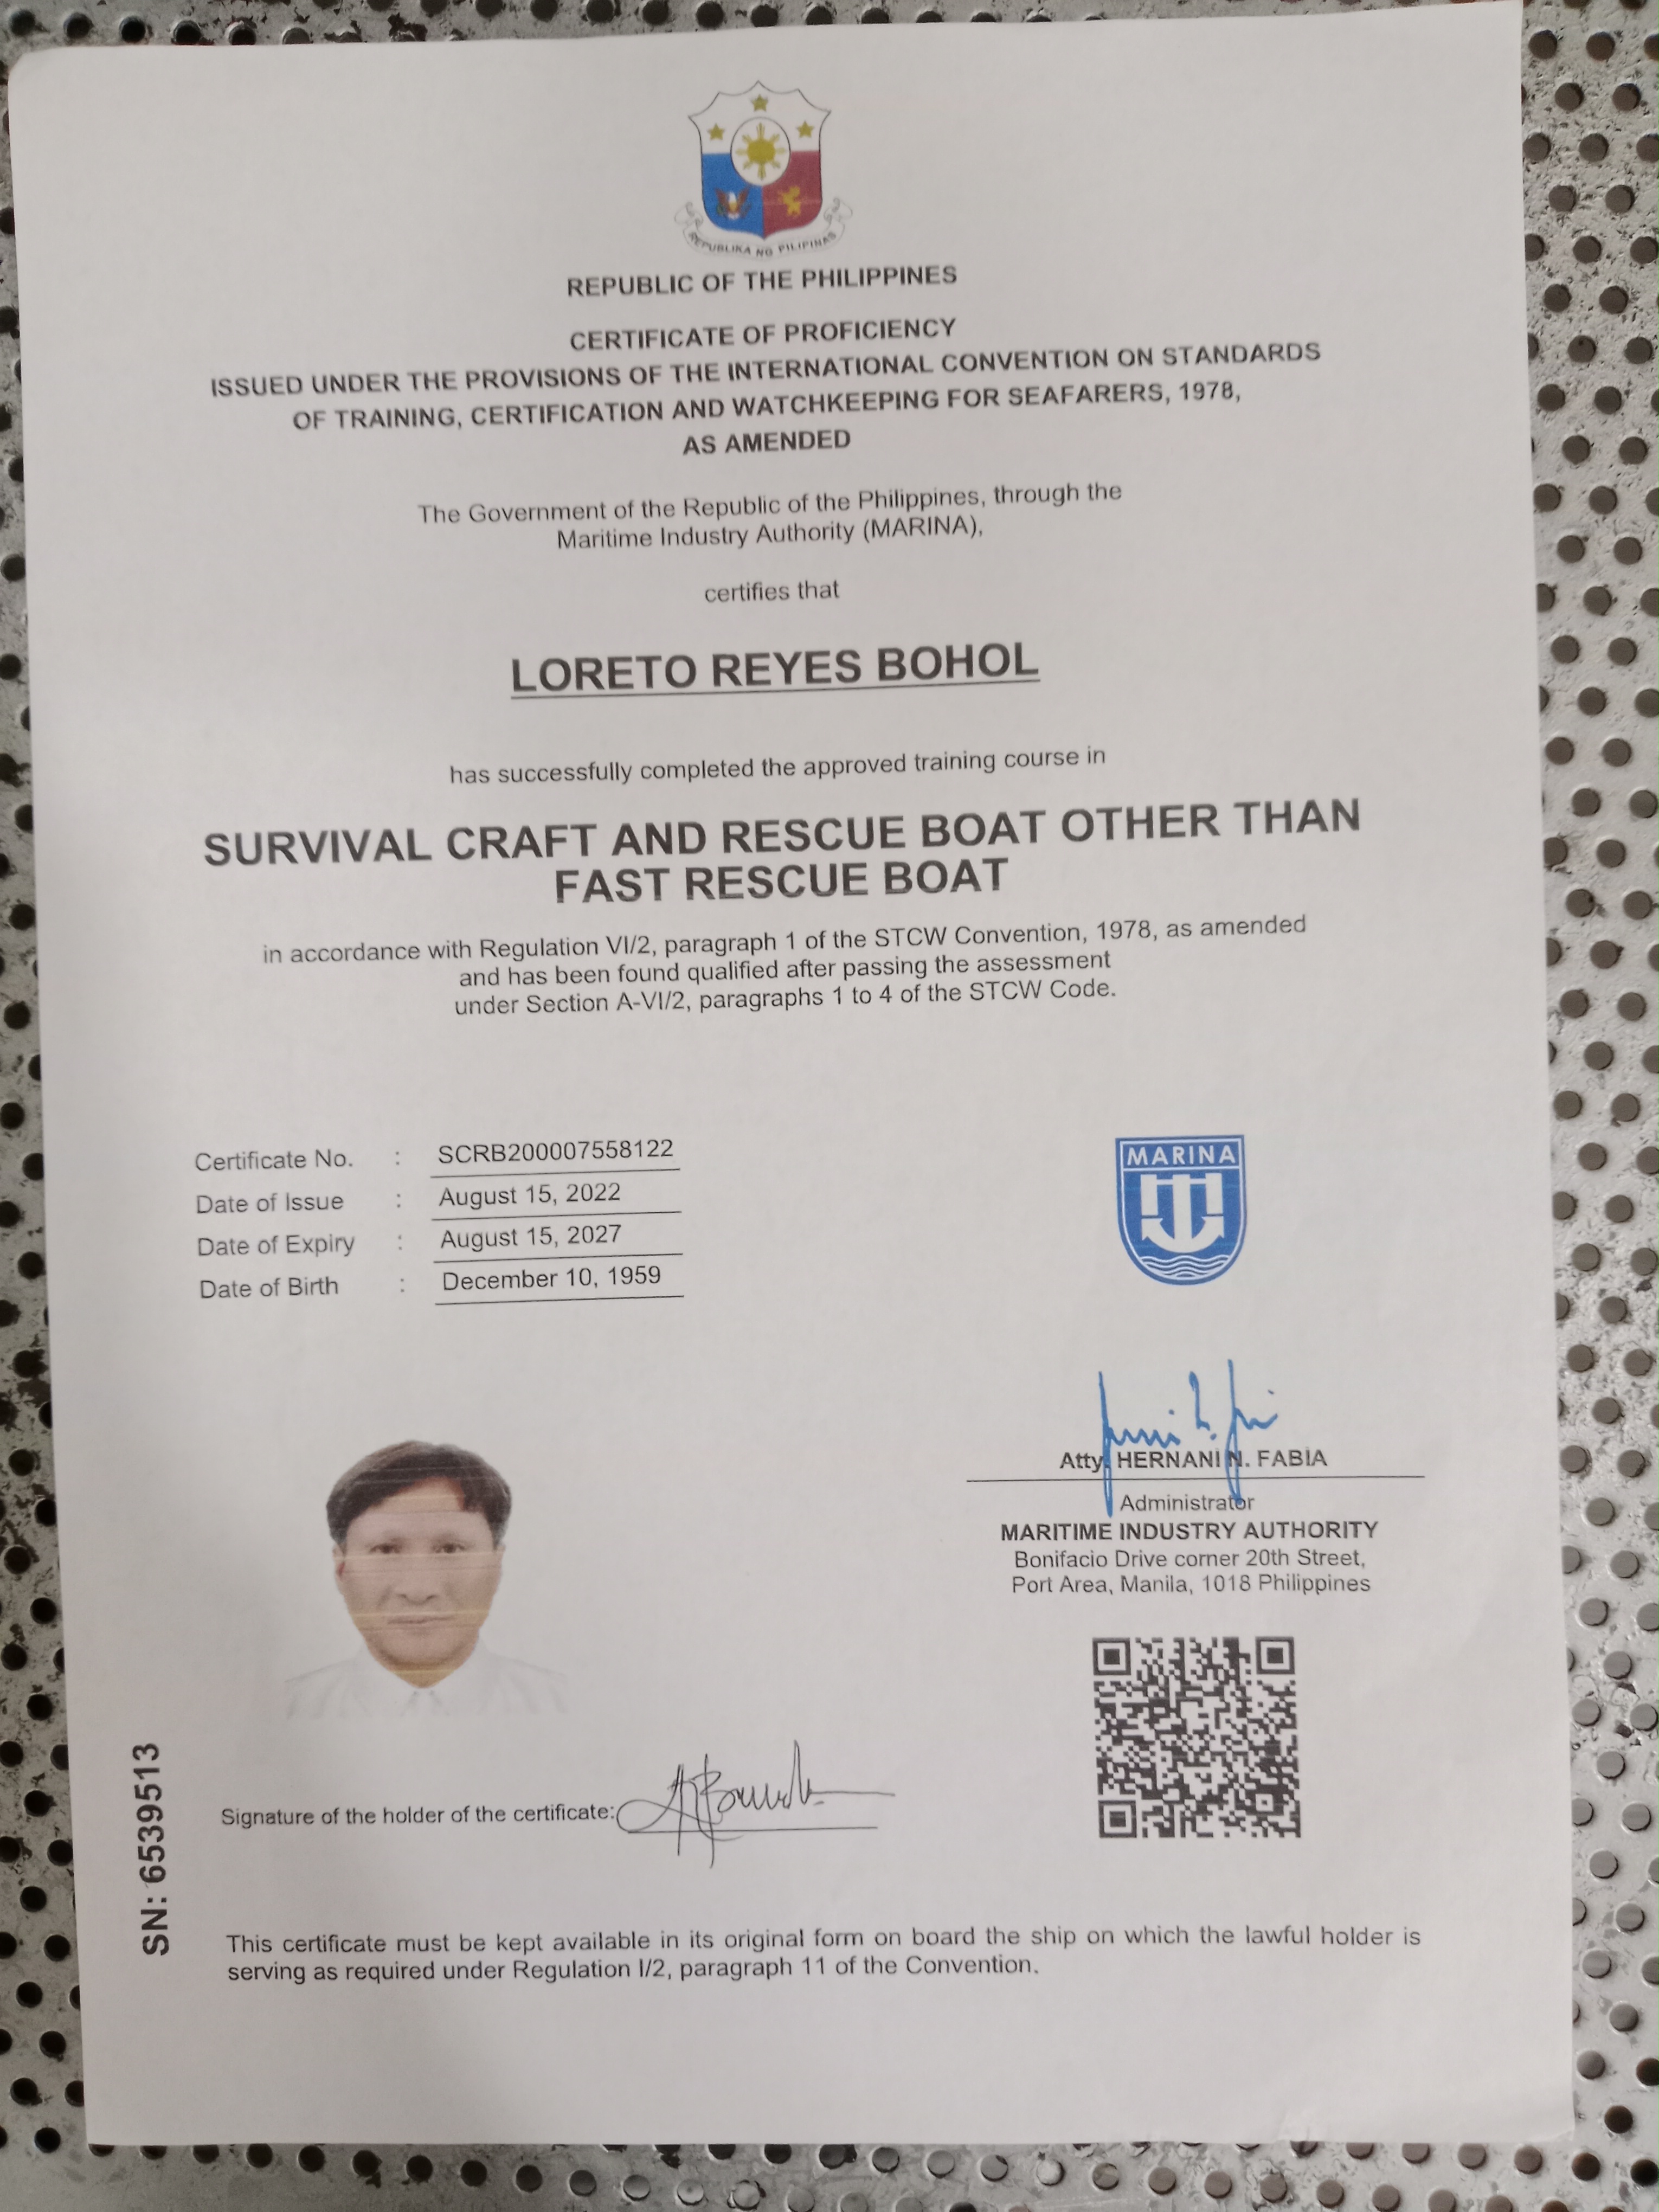 REPUBLIKA NG PILIPINAS
REPUBLIC OF THE PHILIPPINES
CERTIFICATE OF PROFICIENCY
ISSUED UNDER THE PROVISIONS OF THE INTERNATIONAL CONVENTION ON STANDARDS
OF TRAINING, CERTIFICATION AND WATCHKEEPING FOR SEAFARERS, 1978,
AS AMENDED
The Government of the Republic of the Philippines, through the
Maritime Industry Authority (MARINA),
certifies that
LORETO REYES BOHOL
has successfully completed the approved training course in
SURVIVAL CRAFT AND RESCUE BOAT OTHER THAN
FAST RESCUE BOAT
in accordance with Regulation VI/2, paragraph 1 of the STCW Convention, 1978, as amended
and has been found qualified after passing the assessment
under Section A-VI/2, paragraphs 1 to 4 of the STCW Code.
Certificate No. : SCRB200007558122
Date of Issue : August 15, 2022
Date of Expiry : August 15, 2027
Date of Birth : December 10, 1959
MARINA
Atty. HERNANI N. FABIA
Administrator
MARITIME INDUSTRY AUTHORITY
Bonifacio Drive corner 20th Street,
Port Area, Manila, 1018 Philippines
Signature of the holder of the certificate:
SN: 6539513
This certificate must be kept available in its original form on board the ship on which the lawful holder is
serving as required under Regulation I/2, paragraph 11 of the Convention.